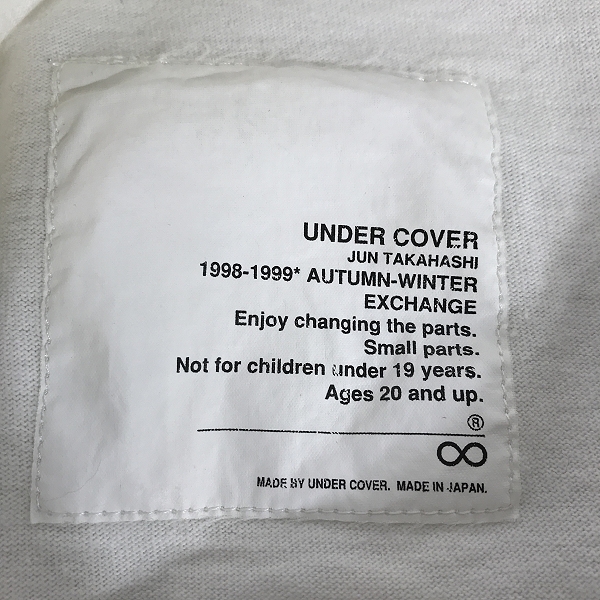 UNDER COVER
JUN TAKAHASHI
1998-1999* AUTUMN-WINTER
EXCHANGE
Enjoy changing the parts.
Small parts.
Not for children under 19 years.
Ages 20 and up.
®
∞
MADE BY UNDER COVER. MADE IN JAPAN.